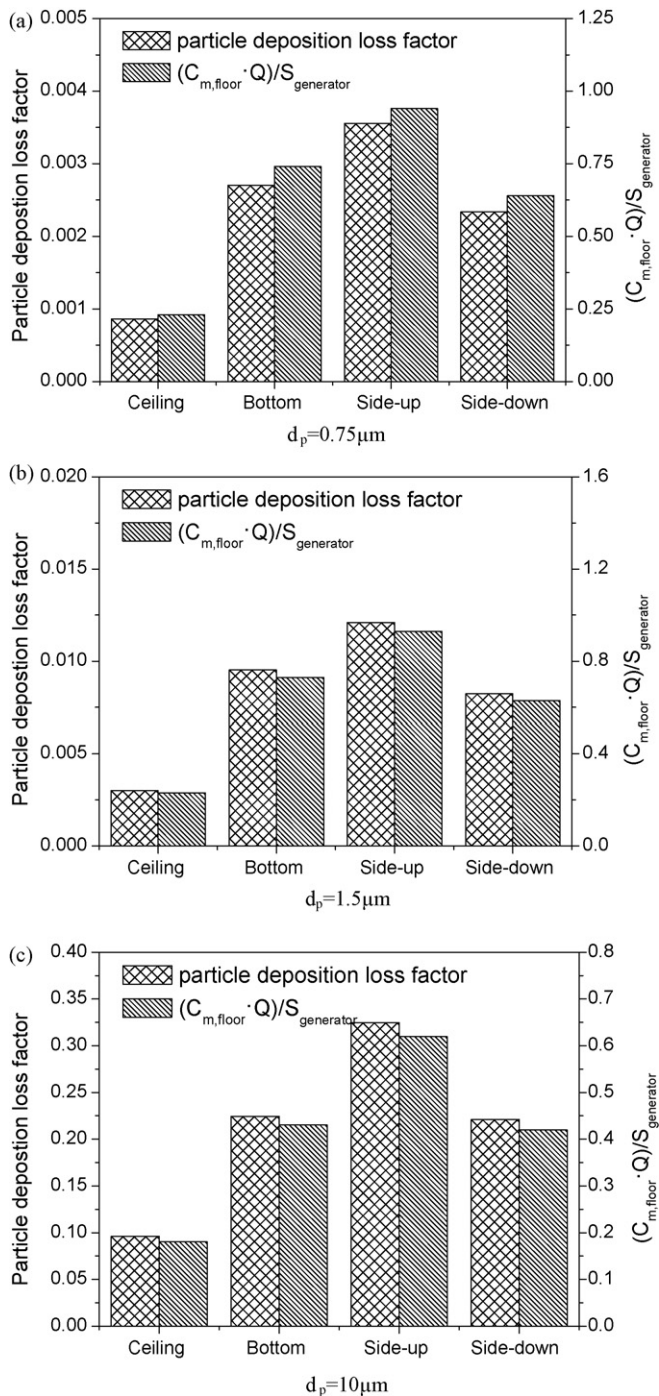 (a)
0.005
0.004
0.003
0.002
0.001
0.000
Particle depostion loss factor
particle deposition loss factor
(C_m,floor·Q)/S_generator
1.25
1.00
0.75
0.50
0.25
0.00
(C_m,floor·Q)/S_generator
Ceiling Bottom Side-up Side-down
d_p=0.75μm
(b)
0.020
0.015
0.010
0.005
0.000
Particle depostion loss factor
particle deposition loss factor
(C_m,floor·Q)/S_generator
1.6
1.2
0.8
0.4
0.0
(C_m,floor·Q)/S_generator
Ceiling Bottom Side-up Side-down
d_p=1.5μm
(c)
0.40
0.35
0.30
0.25
0.20
0.15
0.10
0.05
0.00
Particle depostion loss factor
particle deposition loss factor
(C_m,floor·Q)/S_generator
0.8
0.7
0.6
0.5
0.4
0.3
0.2
0.1
0.0
(C_m,floor·Q)/S_generator
Ceiling Bottom Side-up Side-down
d_p=10μm